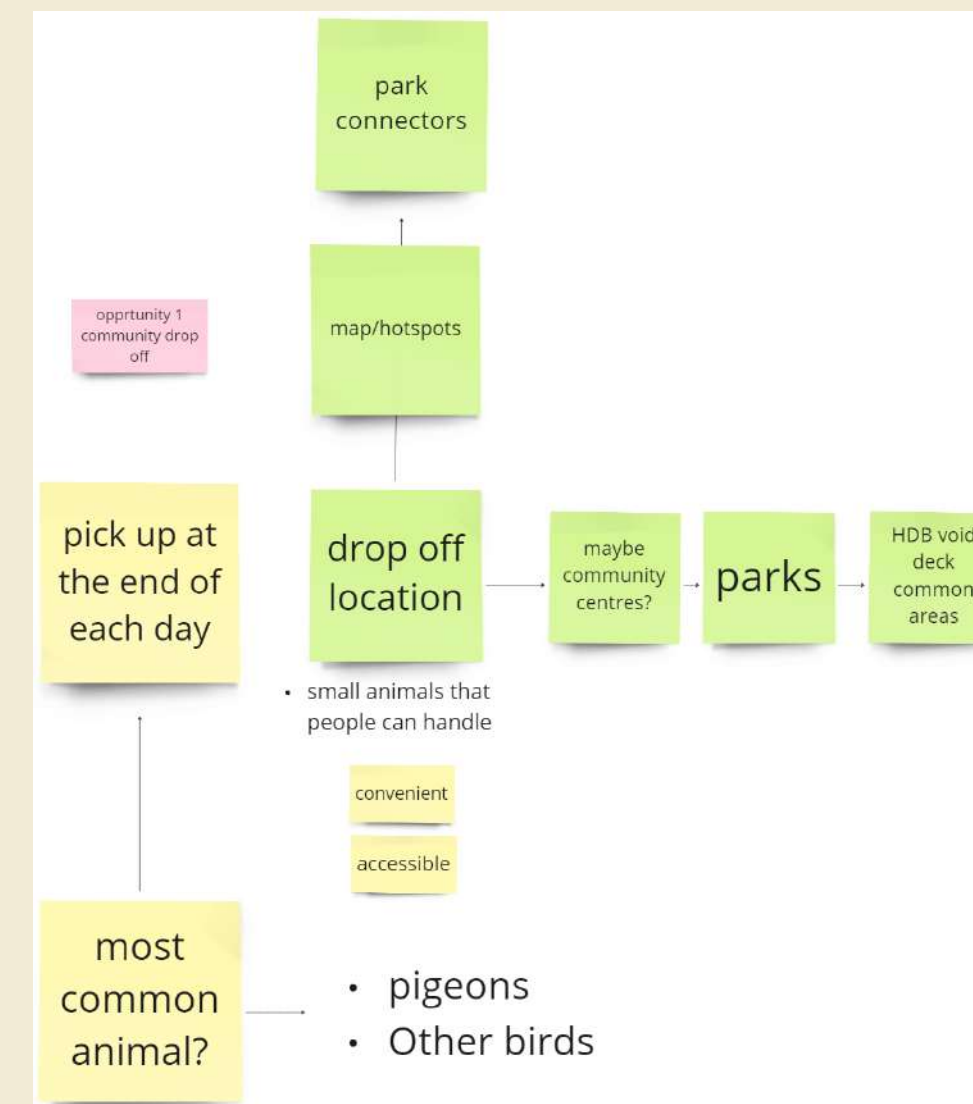 park
connectors
map/hotspots
opprtunity 1
community drop
off
pick up at
the end of
each day
drop off
location
maybe
community
centres?
parks
HDB void
deck
common
areas
• small animals that
people can handle
convenient
accessible
most
common
animal?
• pigeons
• Other birds